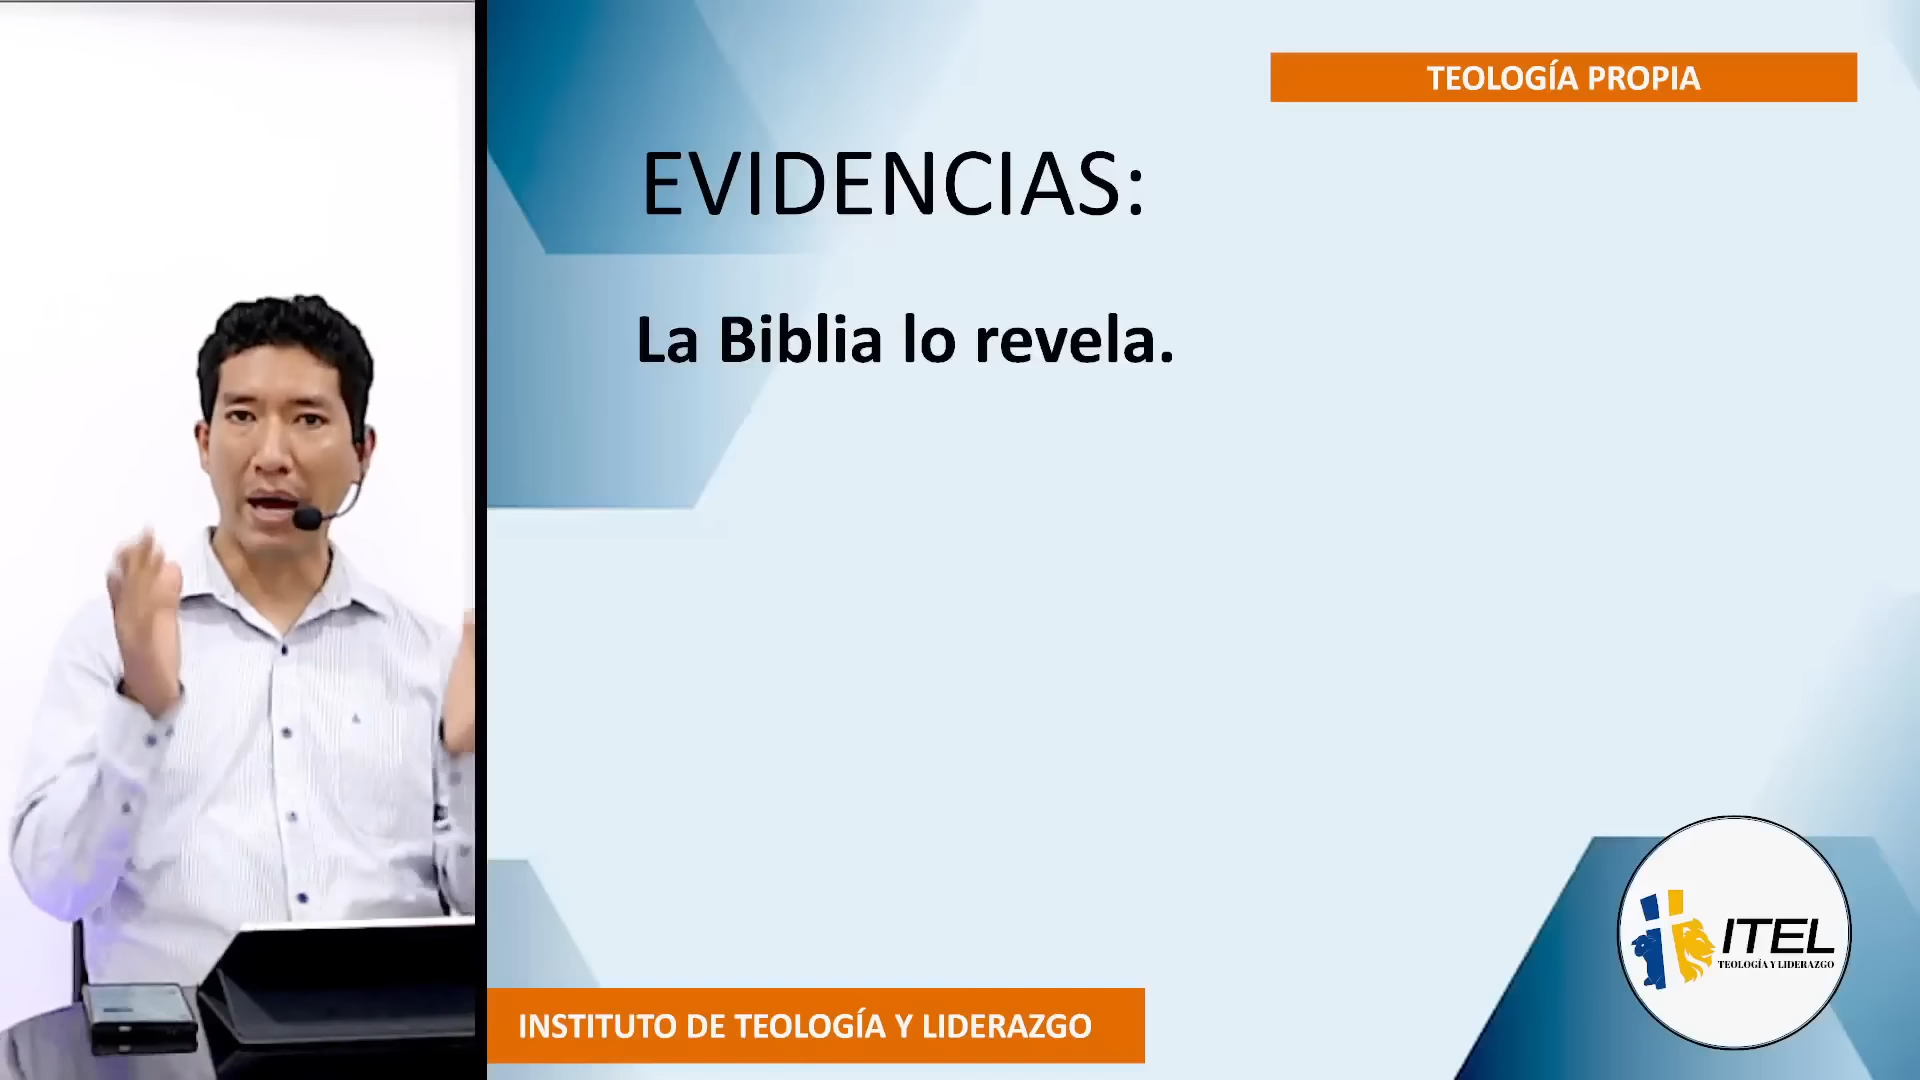 TEOLOGÍA PROPIA
EVIDENCIAS:
La Biblia lo revela.
ITEL
TEOLOGÍA Y LIDERAZGO
INSTITUTO DE TEOLOGÍA Y LIDERAZGO